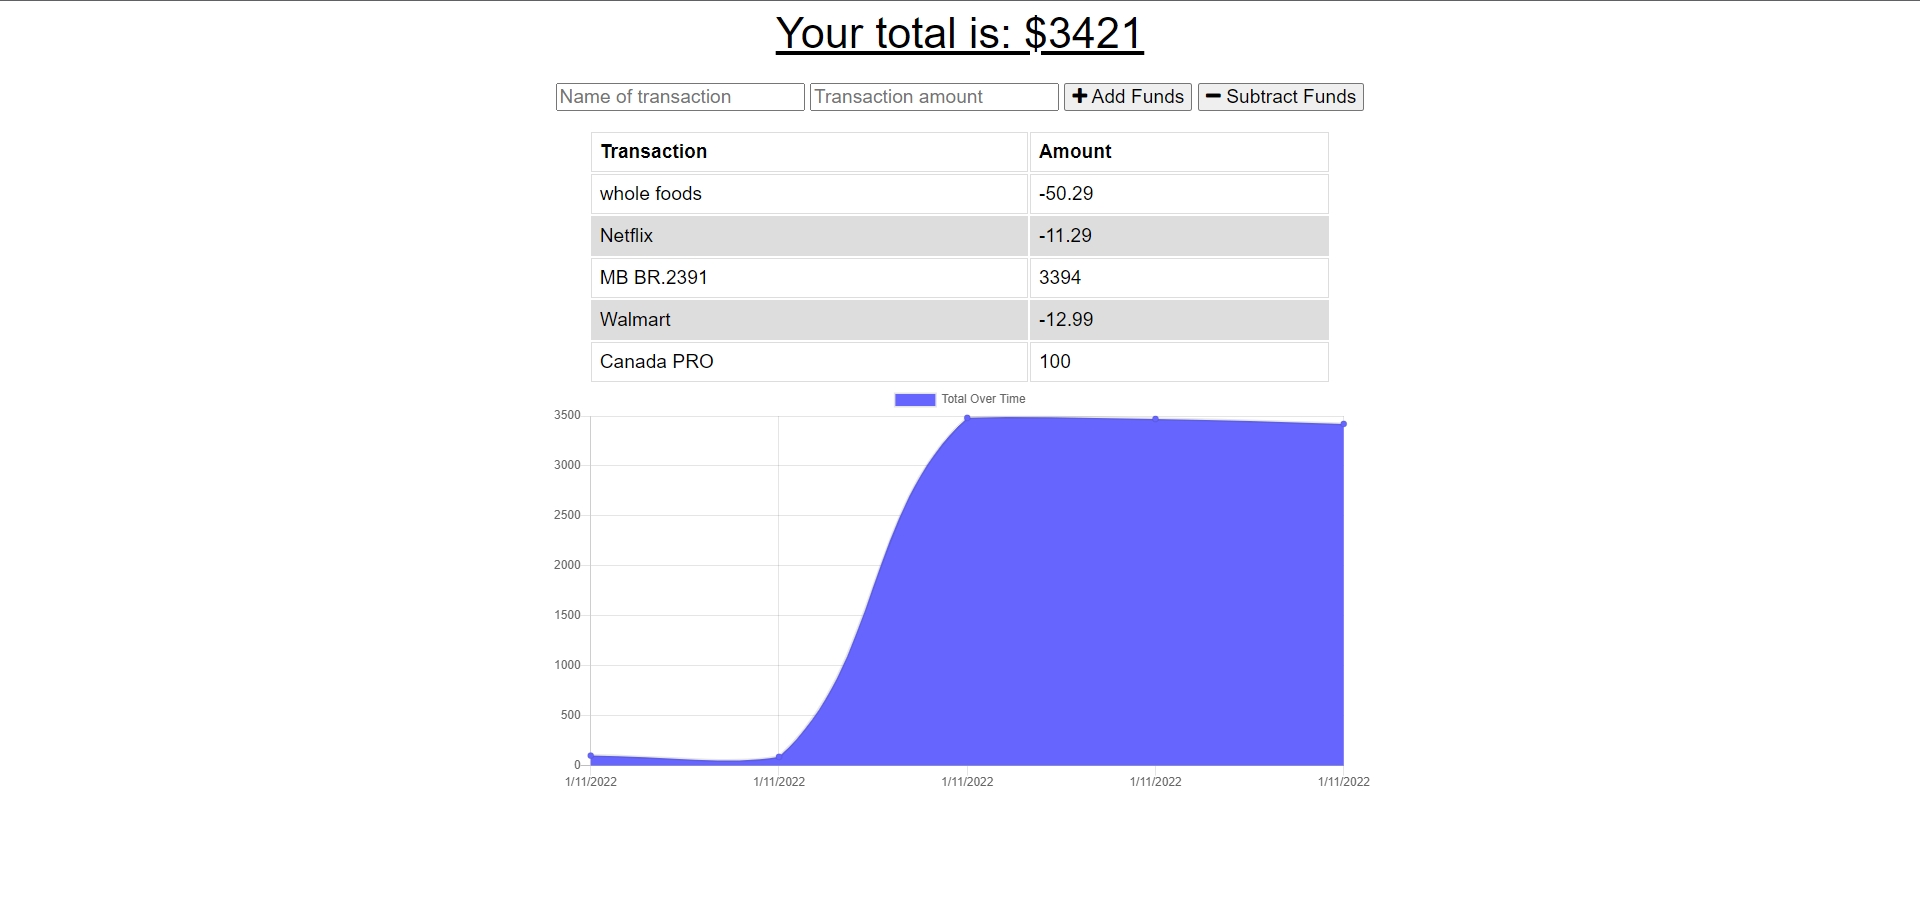 Your total is: $3421
Name of transaction Transaction amount Add Funds Subtract Funds
Transaction Amount
whole foods -50.29
Netflix -11.29
MB BR.2391 3394
Walmart -12.99
Canada PRO 100
Total Over Time
3500
3000
2500
2000
1500
1000
500
0
1/11/2022 1/11/2022 1/11/2022 1/11/2022 1/11/2022